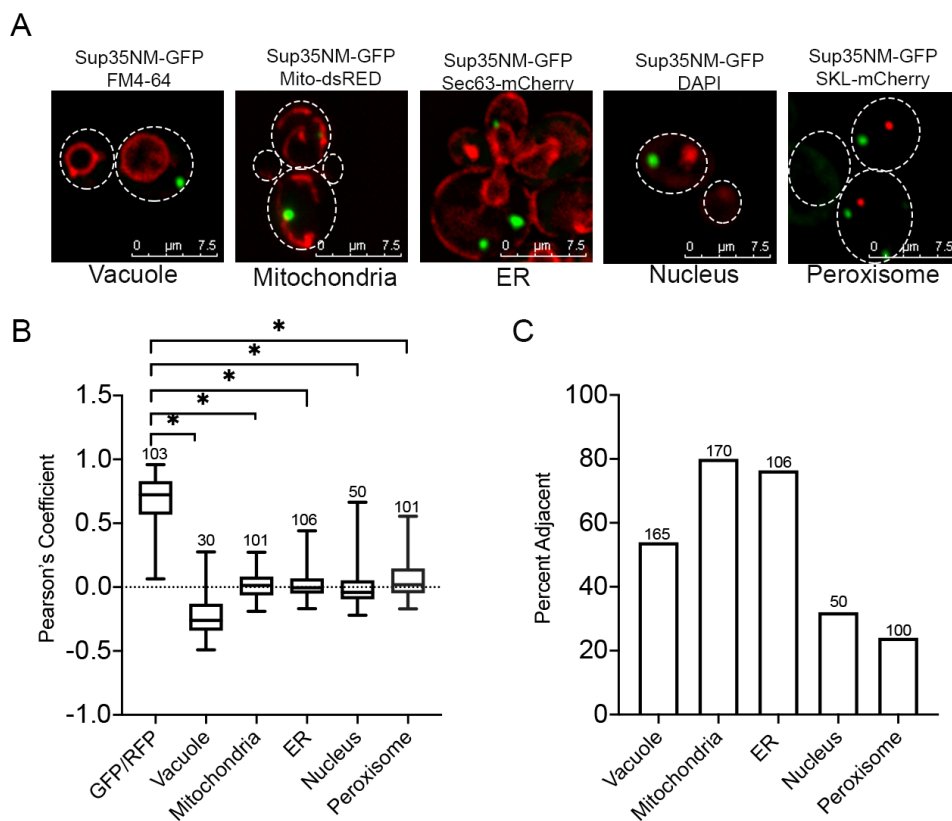 A
Sup35NM-GFP
FM4-64
Sup35NM-GFP
Mito-dsRED
Sup35NM-GFP
Sec63-mCherry
Sup35NM-GFP
DAPI
Sup35NM-GFP
SKL-mCherry
0 µm 7.5
0 µm 7.5
0 µm 7.5
0 µm 7.5
0 µm 7.5
Vacuole
Mitochondria
ER
Nucleus
Peroxisome
B
*
*
*
*
*
Pearson's Coefficient
1.5
1.0
0.5
0.0
-0.5
-1.0
103
30
101
106
50
101
GFP/RFP
Vacuole
Mitochondria
ER
Nucleus
Peroxisome
C
Percent Adjacent
100
80
60
40
20
0
165
170
106
50
100
Vacuole
Mitochondria
ER
Nucleus
Peroxisome